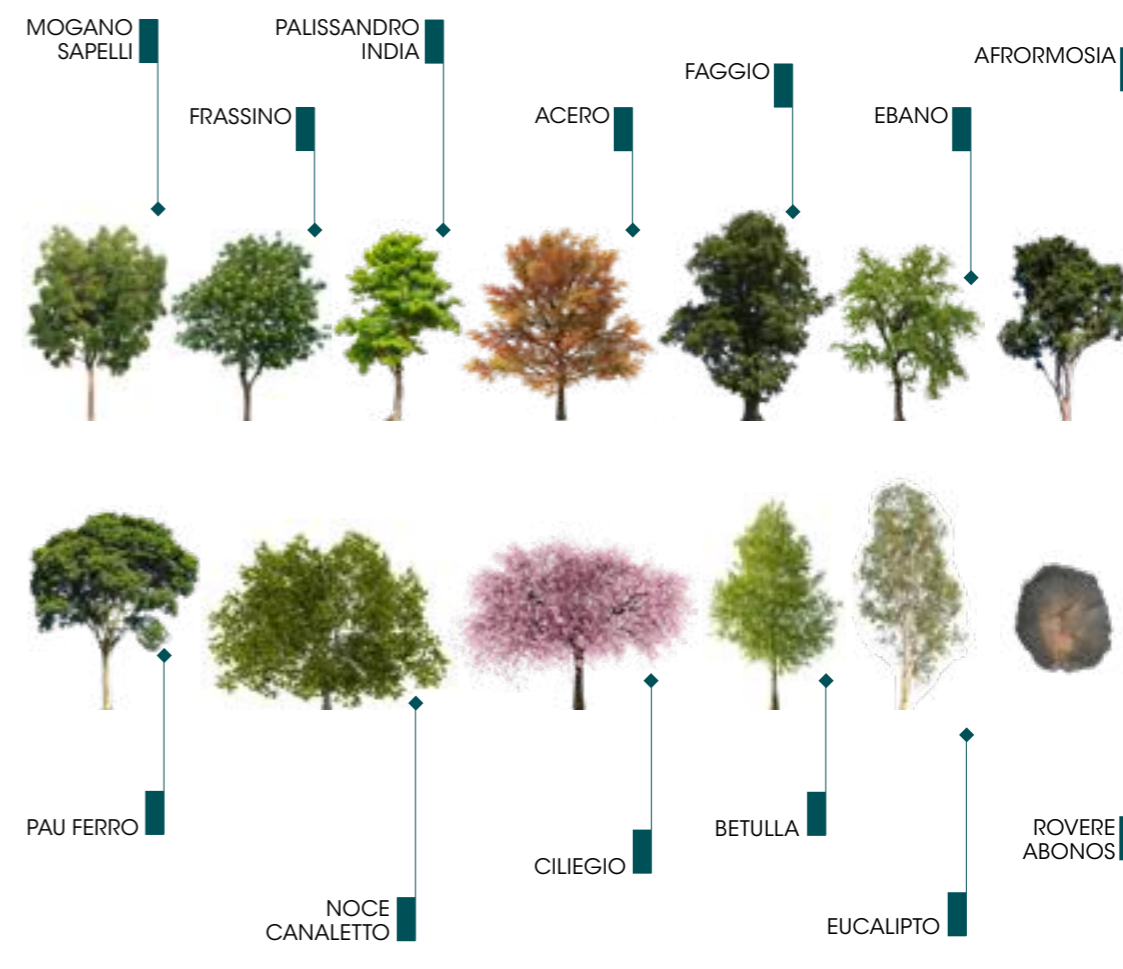 MOGANO
SAPELLI
PALISSANDRO
INDIA
AFRORMOSIA
FAGGIO
FRASSINO
ACERO
EBANO
PAU FERRO
BETULLA
ROVERE
ABONOS
CILIEGIO
NOCE
CANALETTO
EUCALIPTO